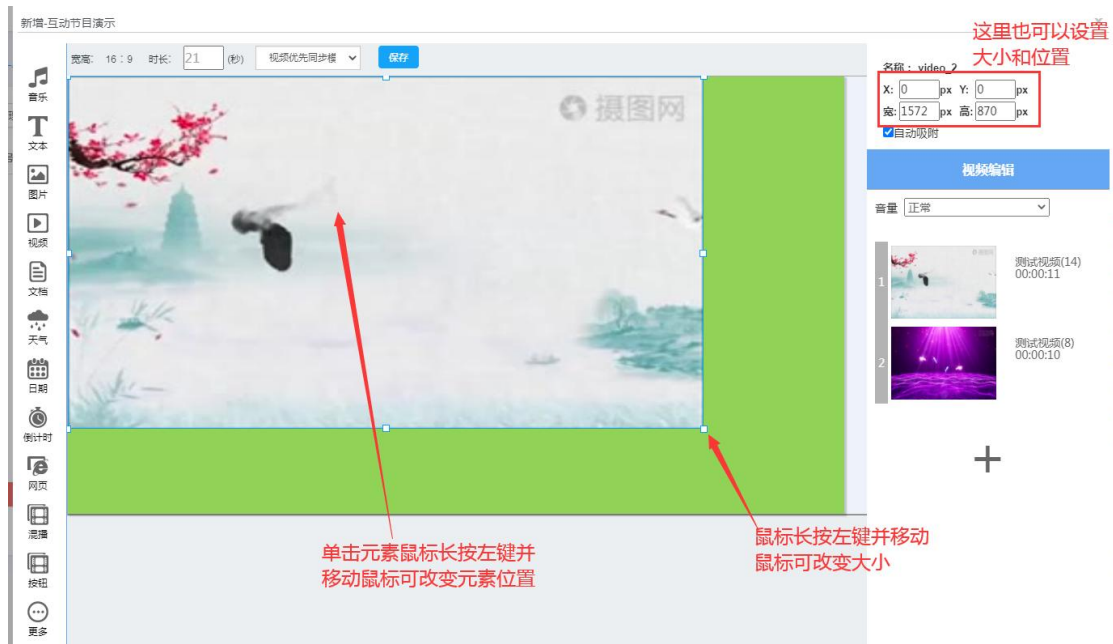 新增-互动节目演示
×
这里也可以设置
大小和位置
宽高: 16:9 时长: 21 (秒) 视频优先同步模 保存
名称: video_2
X: 0 px Y: 0 px
宽: 1572 px 高: 870 px
自动吸附
视频编辑
音量 正常
1
测试视频(14)
00:00:11
2
测试视频(8)
00:00:10
+
音乐
文本
图片
视频
文档
天气
日期
倒计时
网页
混播
按钮
更多
摄图网
单击元素鼠标长按左键并
移动鼠标可改变元素位置
鼠标长按左键并移动
鼠标可改变大小